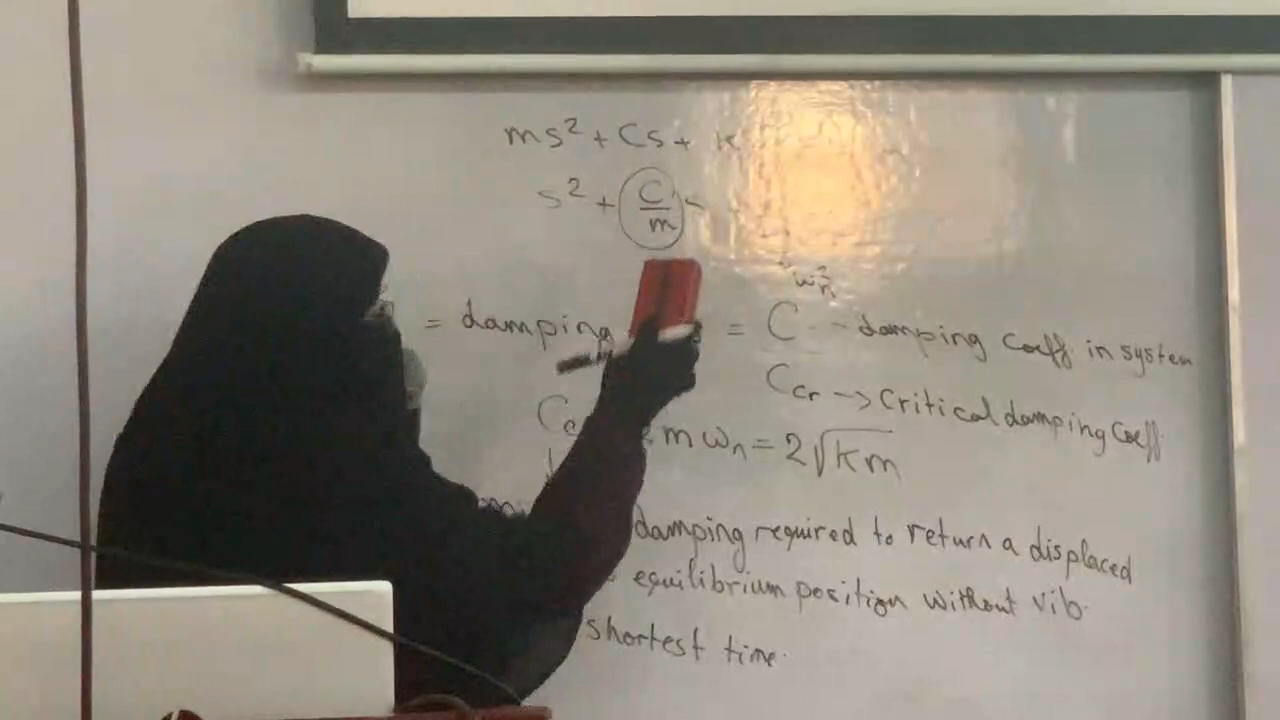 ms² + Cs + k
s² + C/m
ωn²
= damping = C → damping coeff. in system
Ccr → critical damping coeff.
mωn = 2√km
damping required to return a displaced
equilibrium position without vib.
shortest time.